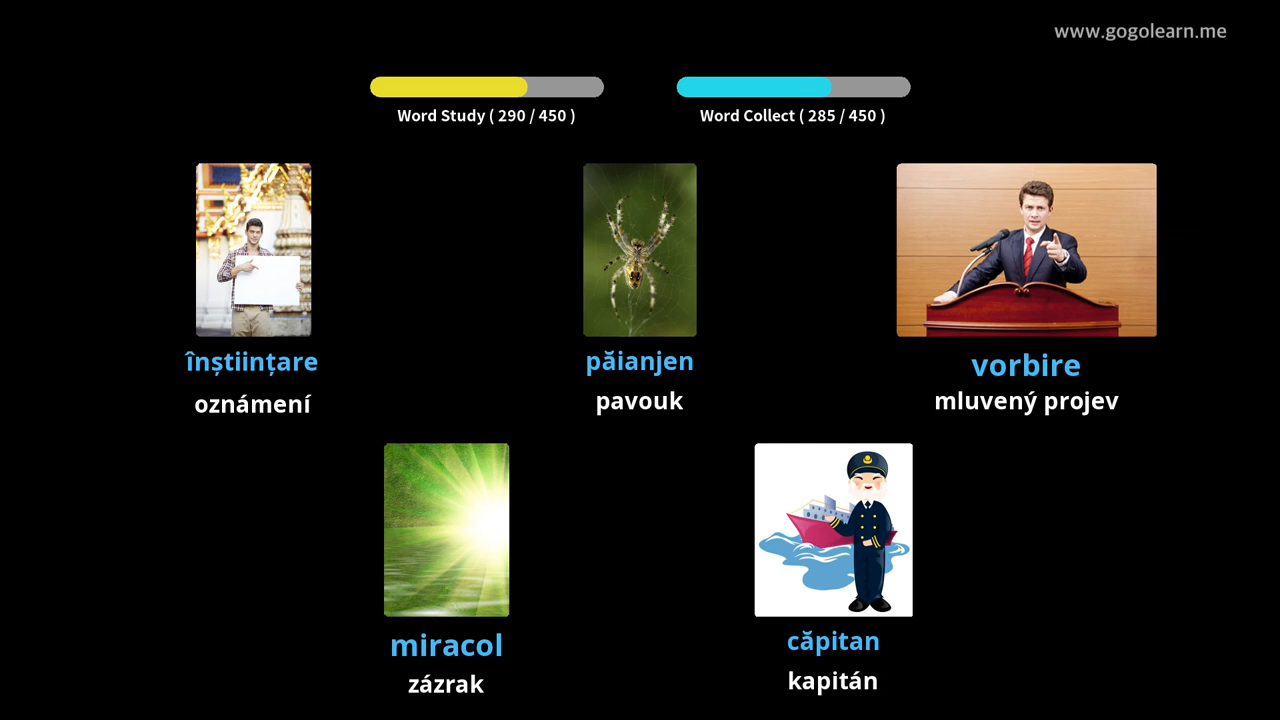 www.gogolearn.me
Word Study ( 290 / 450 )
Word Collect ( 285 / 450 )
înștiințare
păianjen
vorbire
oznámení
pavouk
mluvený projev
miracol
căpitan
zázrak
kapitán